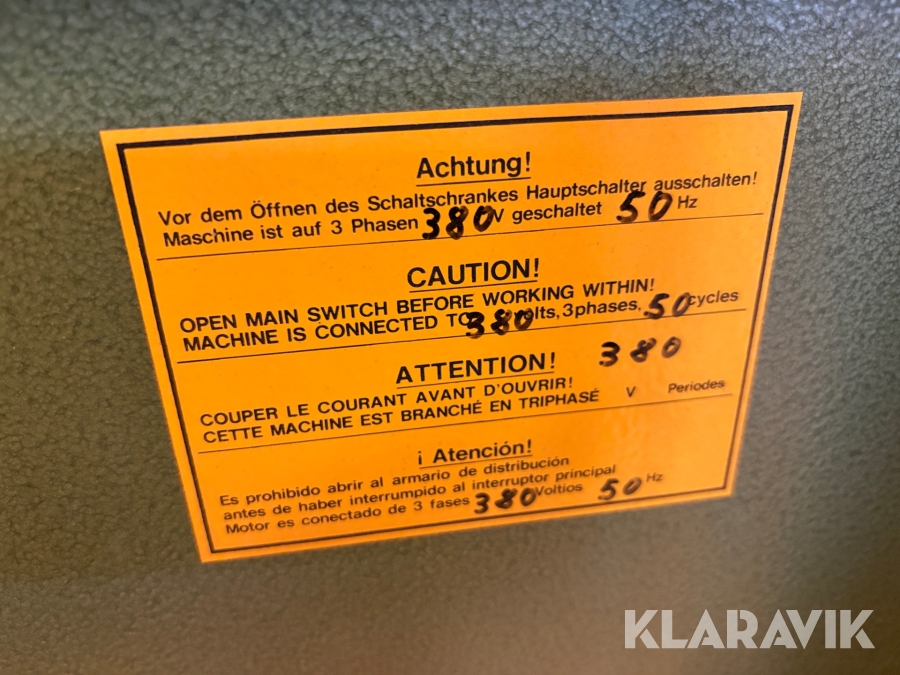 Achtung!
Vor dem Öffnen des Schaltschrankes Hauptschalter ausschalten!
Maschine ist auf 3 Phasen 380 V geschaltet 50 Hz
CAUTION!
OPEN MAIN SWITCH BEFORE WORKING WITHIN!
MACHINE IS CONNECTED TO 380 volts, 3 phases, 50 cycles
ATTENTION! 380
COUPER LE COURANT AVANT D'OUVRIR!
CETTE MACHINE EST BRANCHÉ EN TRIPHASÉ V Periodes
¡ Atención!
Es prohibido abrir al armario de distribución
antes de haber interrumpido al interruptor principal
Motor es conectado de 3 fases 380 Voltios 50 Hz
KLARAVIK